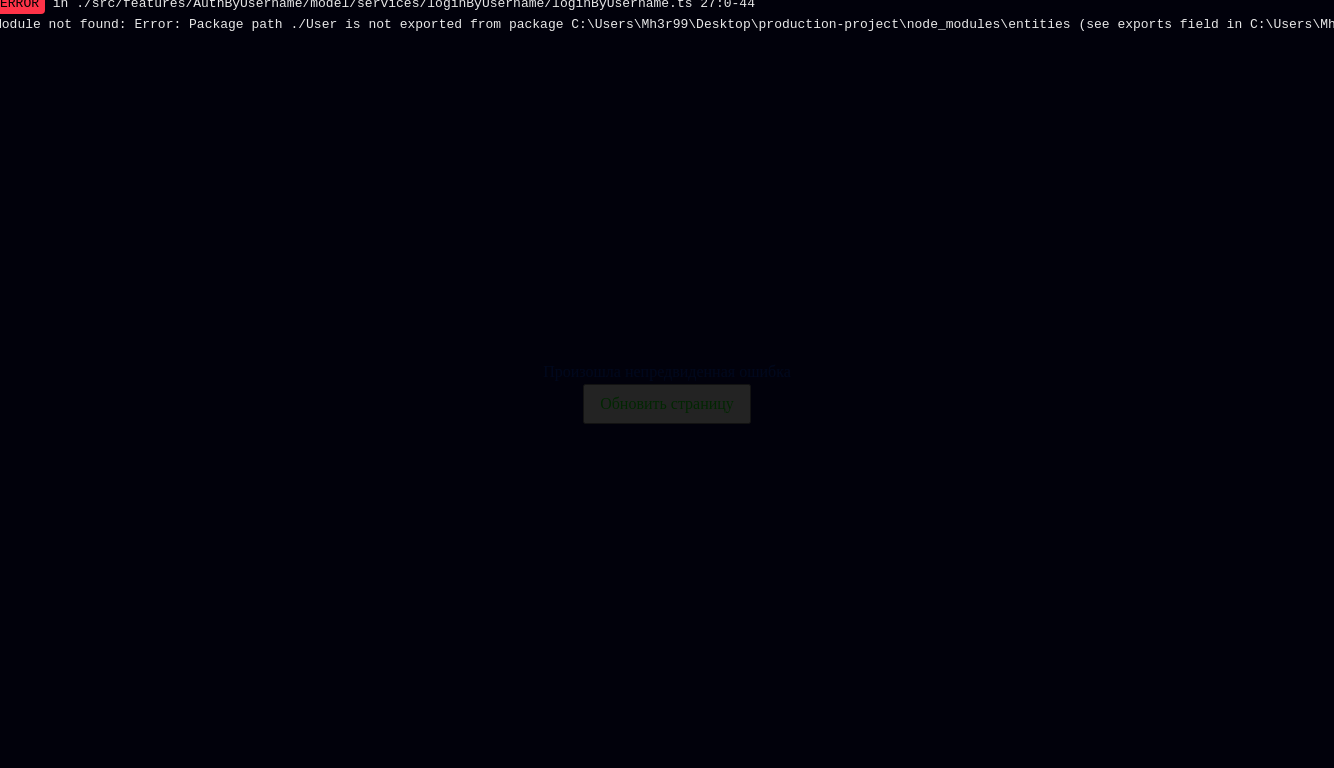 ERROR in ./src/features/AuthByUsername/model/services/loginByUsername/loginByUsername.ts 27:0-44
Module not found: Error: Package path ./User is not exported from package C:\Users\Mh3r99\Desktop\production-project\node_modules\entities (see exports field in C:\Users\Mh
Произошла непредвиденная ошибка
Обновить страницу